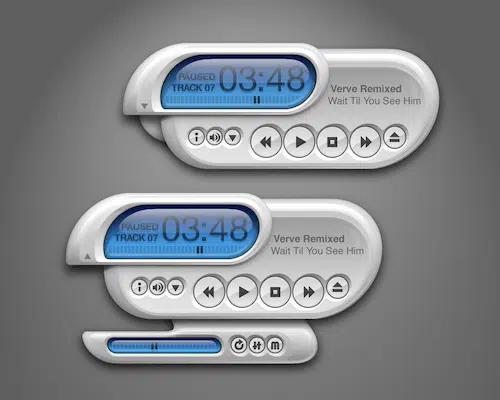 PAUSED
03:48
TRACK 07
Verve Remixed
Wait Til You See Him
i
PAUSED
03:48
TRACK 07
Verve Remixed
Wait Til You See Him
i
m